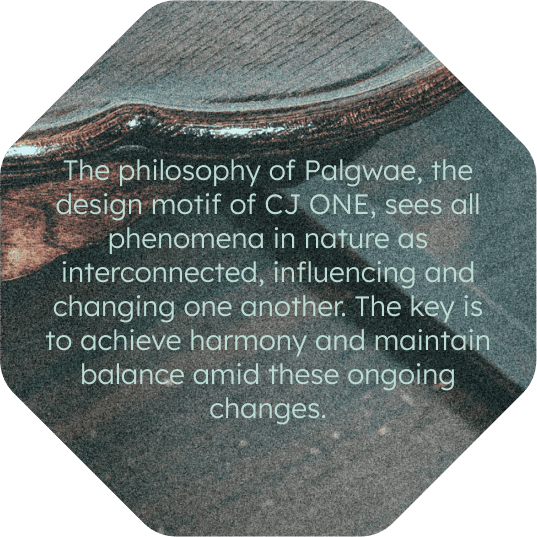 The philosophy of Palgwae, the
design motif of CJ ONE, sees all
phenomena in nature as
interconnected, influencing and
changing one another. The key is
to achieve harmony and maintain
balance amid these ongoing
changes.